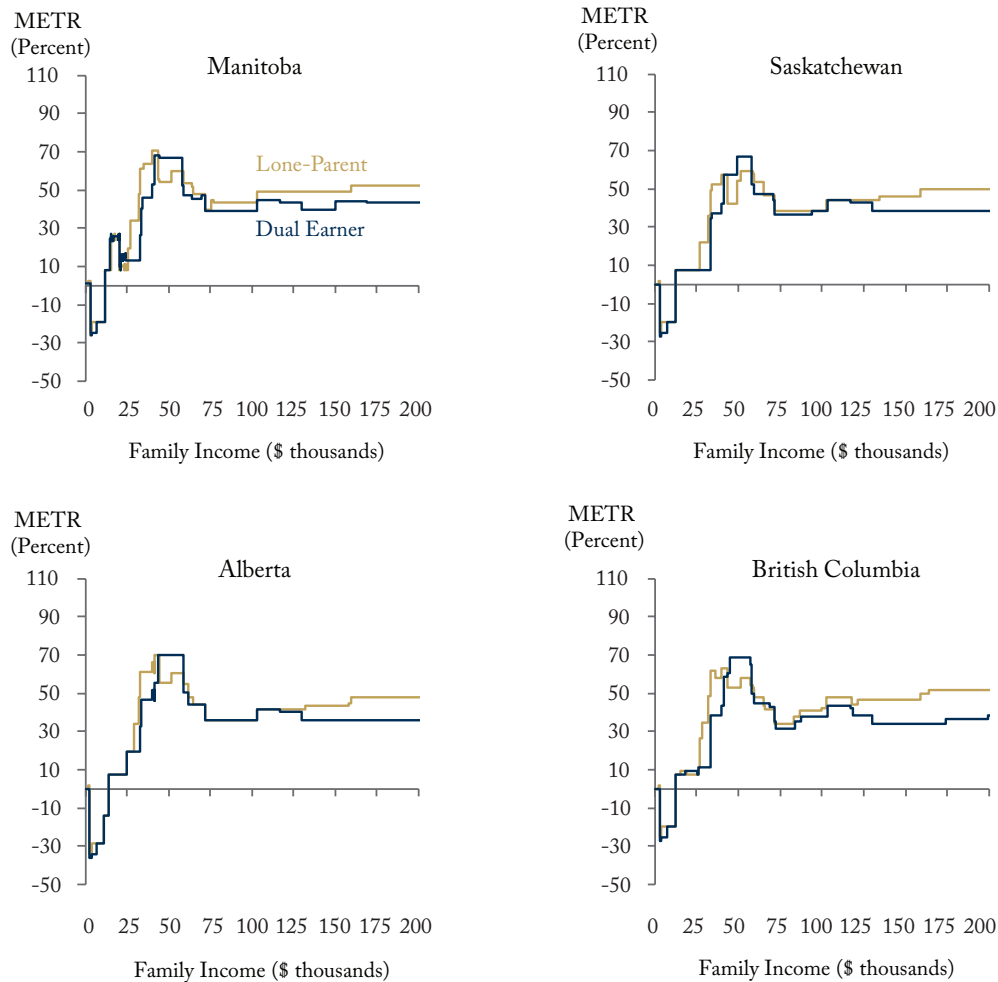 METR
(Percent)
Manitoba
110
90
70
50
30
10
-10
-30
-50
Lone-Parent
Dual Earner
0 25 50 75 100 125 150 175 200
Family Income ($ thousands)
METR
(Percent)
Saskatchewan
110
90
70
50
30
10
-10
-30
-50
0 25 50 75 100 125 150 175 200
Family Income ($ thousands)
METR
(Percent)
Alberta
110
90
70
50
30
10
-10
-30
-50
0 25 50 75 100 125 150 175 200
Family Income ($ thousands)
METR
(Percent)
British Columbia
110
90
70
50
30
10
-10
-30
-50
0 25 50 75 100 125 150 175 200
Family Income ($ thousands)